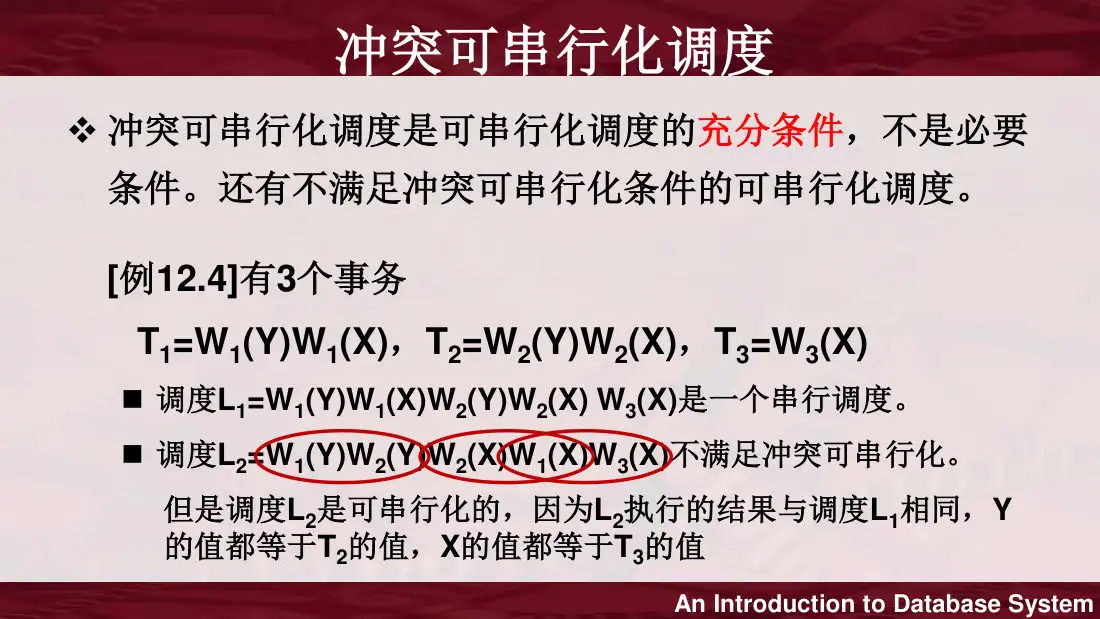 冲突可串行化调度
❖ 冲突可串行化调度是可串行化调度的充分条件，不是必要
条件。还有不满足冲突可串行化条件的可串行化调度。
[例12.4]有3个事务
T₁=W₁(Y)W₁(X)，T₂=W₂(Y)W₂(X)，T₃=W₃(X)
■ 调度L₁=W₁(Y)W₁(X)W₂(Y)W₂(X) W₃(X)是一个串行调度。
■ 调度L₂=W₁(Y)W₂(Y)W₂(X)W₁(X)W₃(X)不满足冲突可串行化。
但是调度L₂是可串行化的，因为L₂执行的结果与调度L₁相同，Y
的值都等于T₂的值，X的值都等于T₃的值
An Introduction to Database System